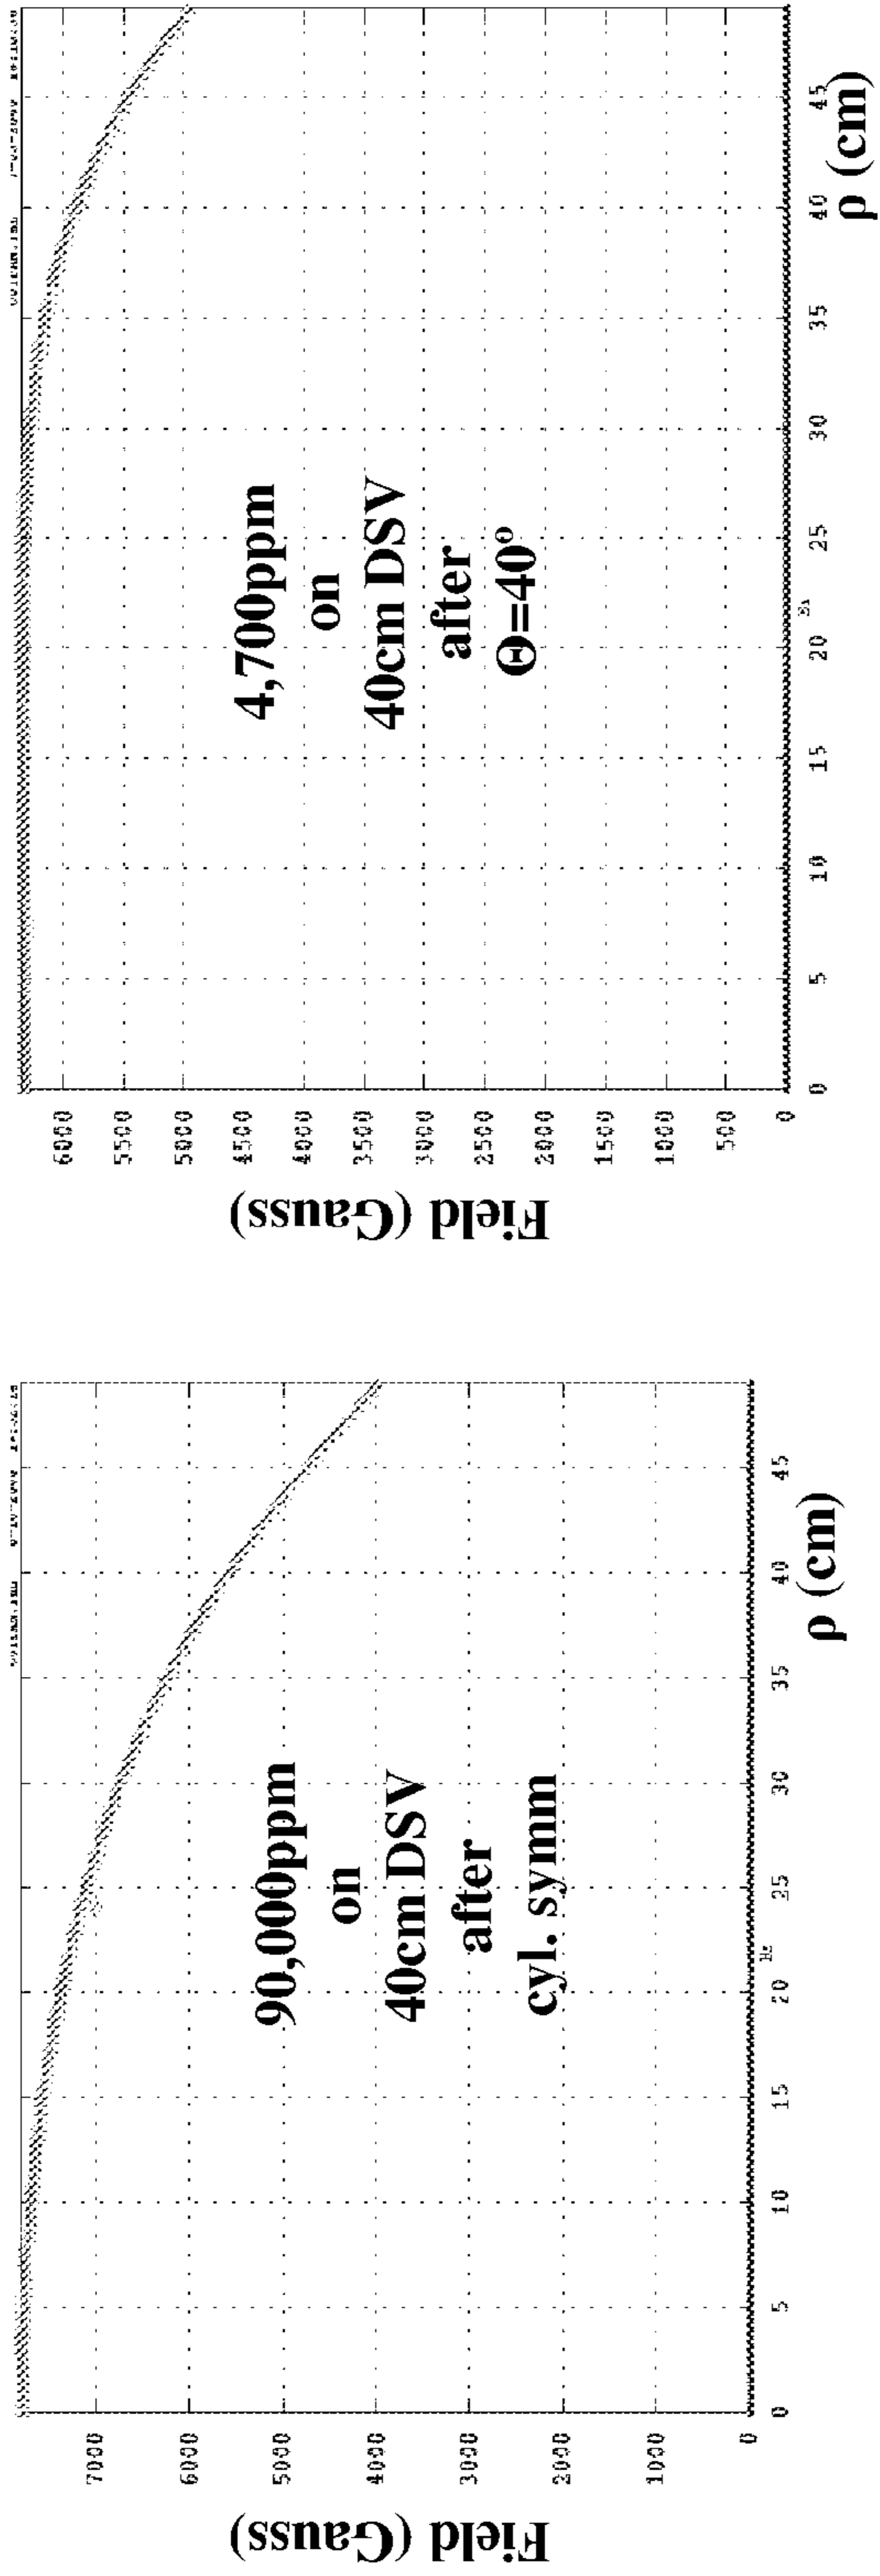 Field (Gauss)
7000
6000
5000
4000
3000
2000
1000
0
90,000ppm
on
40cm DSV
after
cyl. symm
0 5 10 15 20 25 30 35 40 45
ρ (cm)
Field (Gauss)
6000
5500
5000
4500
4000
3500
3000
2500
2000
1500
1000
500
0
4,700ppm
on
40cm DSV
after
Θ=40°
0 5 10 15 20 25 30 35 40 45
ρ (cm)